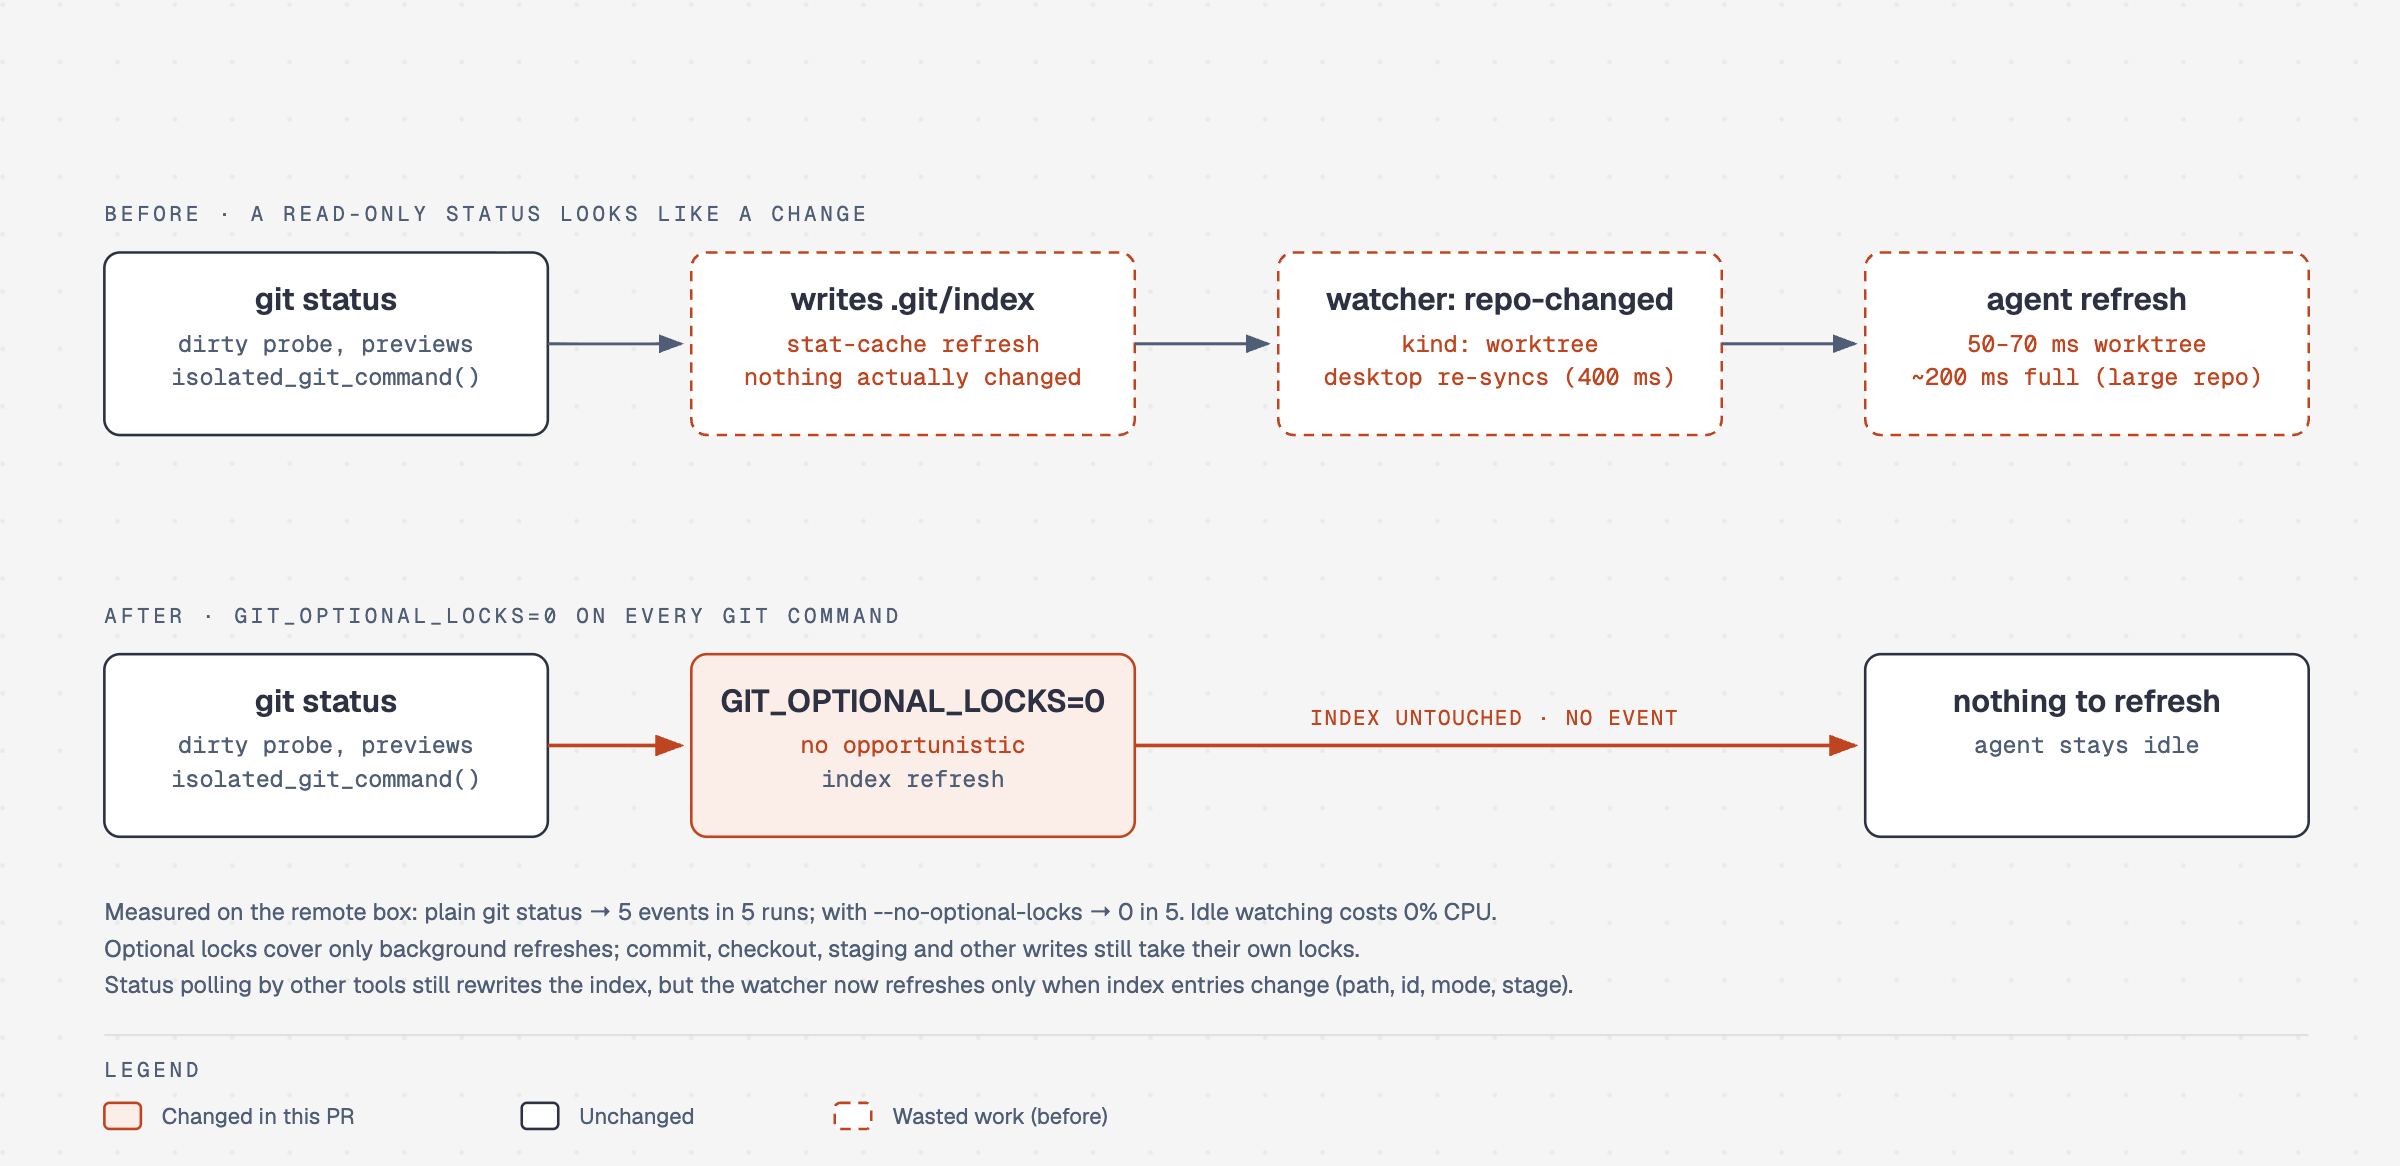 BEFORE · A READ-ONLY STATUS LOOKS LIKE A CHANGE
git status
dirty probe, previews
isolated_git_command()
writes .git/index
stat-cache refresh
nothing actually changed
watcher: repo-changed
kind: worktree
desktop re-syncs (400 ms)
agent refresh
50-70 ms worktree
~200 ms full (large repo)
AFTER · GIT_OPTIONAL_LOCKS=0 ON EVERY GIT COMMAND
git status
dirty probe, previews
isolated_git_command()
GIT_OPTIONAL_LOCKS=0
no opportunistic
index refresh
INDEX UNTOUCHED · NO EVENT
nothing to refresh
agent stays idle
Measured on the remote box: plain git status → 5 events in 5 runs; with --no-optional-locks → 0 in 5. Idle watching costs 0% CPU.
Optional locks cover only background refreshes; commit, checkout, staging and other writes still take their own locks.
Status polling by other tools still rewrites the index, but the watcher now refreshes only when index entries change (path, id, mode, stage).
LEGEND
Changed in this PR
Unchanged
Wasted work (before)